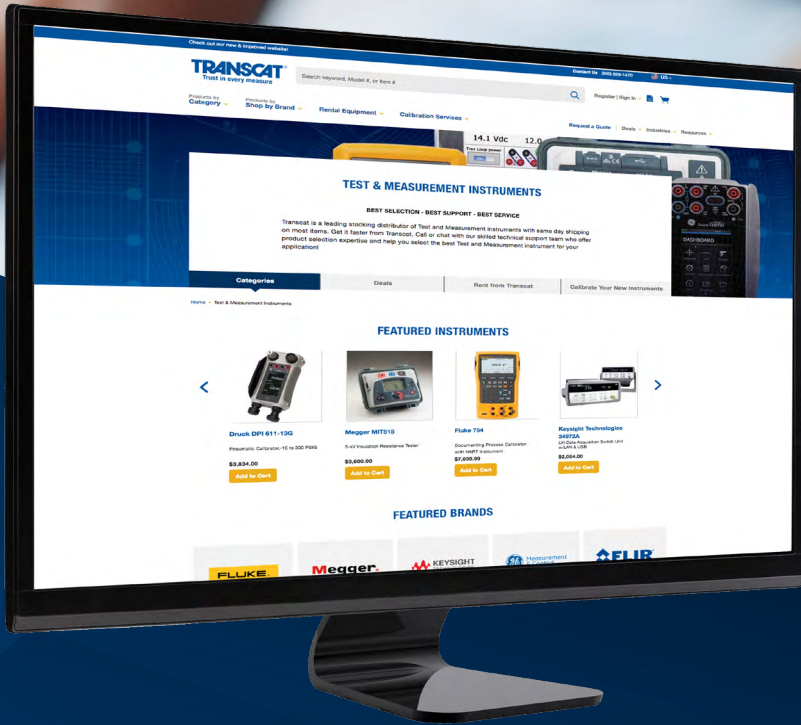 Check out our new & improved website!
Contact Us
US
TRANSCAT
Trust in every measure
Search keyword, Model #, or Item #
Register | Sign In
Products by
Category
Products by
Shop by Brand
Rental Equipment
Calibration Services
Request a Quote | Deals Industries Resources
14.1 Vdc 12.0
Trex Loop power
DASHBOARD
TEST & MEASUREMENT INSTRUMENTS
BEST SELECTION - BEST SUPPORT - BEST SERVICE
Transcat is a leading stocking distributor of Test and Measurement instruments with same day shipping
on most items. Get it faster from Transcat. Call or chat with our skilled technical support team who offer
product selection expertise and help you select the best Test and Measurement instrument for your
application!
Categories
Deals
Rent from Transcat
Calibrate Your New Instruments
Home Test & Measurement Instruments
FEATURED INSTRUMENTS
Druck DPI 611-13G
Pneumatic Calibrator,-15 to 300 PSIG
$3,834.00
Add to Cart
Megger MIT515
5-kV Insulation Resistance Tester
$3,600.00
Add to Cart
Fluke 754
Documenting Process Calibrator
with HART Instrument
$7,699.99
Add to Cart
Keysight Technologies
34972A
LXI Data Acquisition Switch Unit
w/LAN & USB
$2,064.00
Add to Cart
FEATURED BRANDS
FLUKE.
Megger.
KEYSIGHT
Measurement
& Control
FLIR